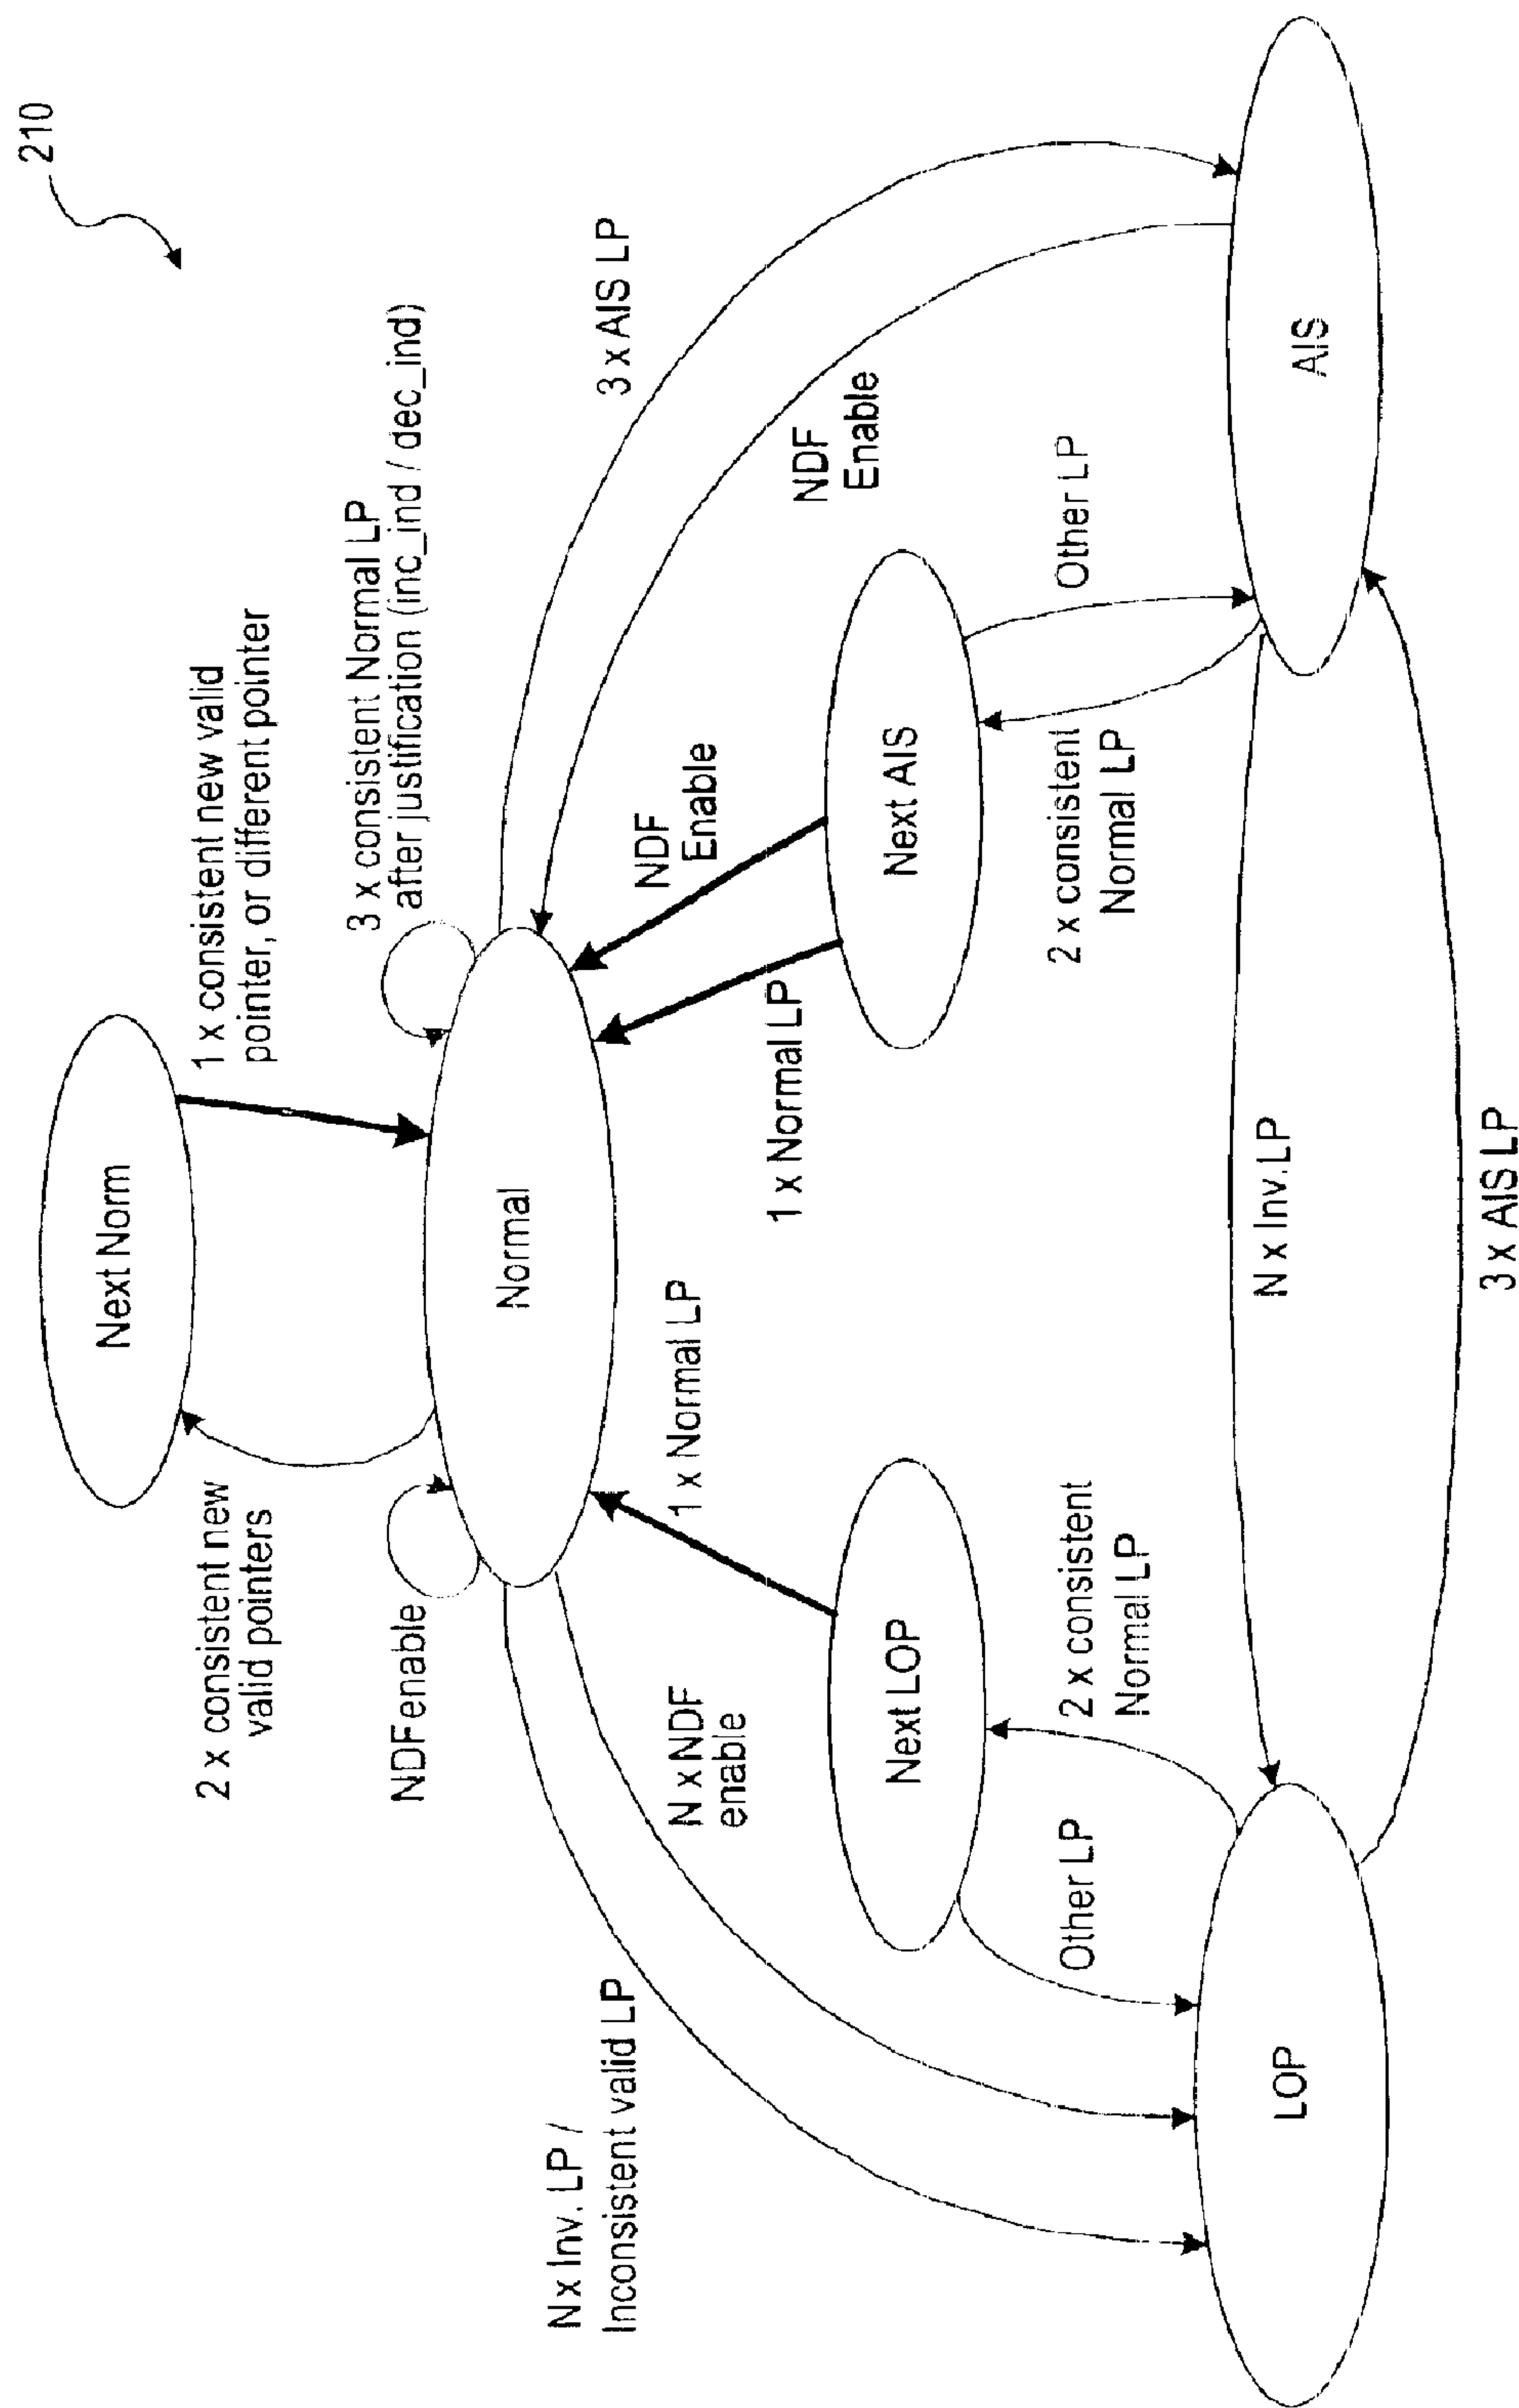 210
Next Norm
2 x consistent new
valid pointers
1 x consistent new valid
pointer, or different pointer
NDF enable
3 x consistent Normal LP
after justification (inc_ind / dec_ind)
Normal
N x Inv. LP /
Inconsistent valid LP
N x NDF
enable
1 x Normal LP
1 x Normal LP
NDF
Enable
NDF
Enable
3 x AIS LP
Next LOP
Next AIS
Other LP
2 x consistent
Normal LP
2 x consistent
Normal LP
Other LP
LOP
N x Inv. LP
AIS
3 x AIS LP